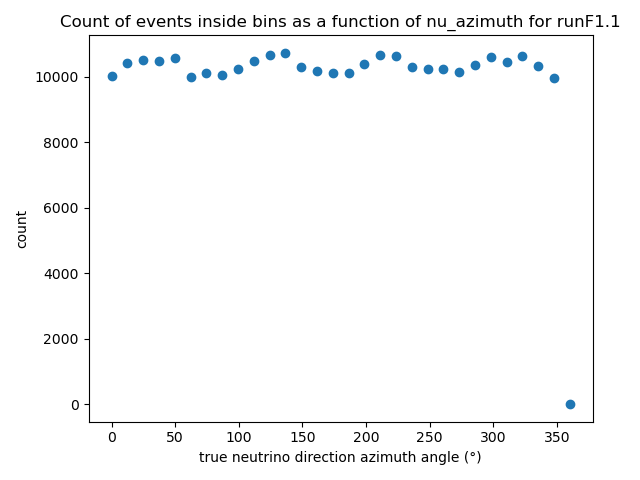 Count of events inside bins as a function of nu_azimuth for runF1.1
10000
8000
6000
4000
2000
0
count
0 50 100 150 200 250 300 350
true neutrino direction azimuth angle (°)